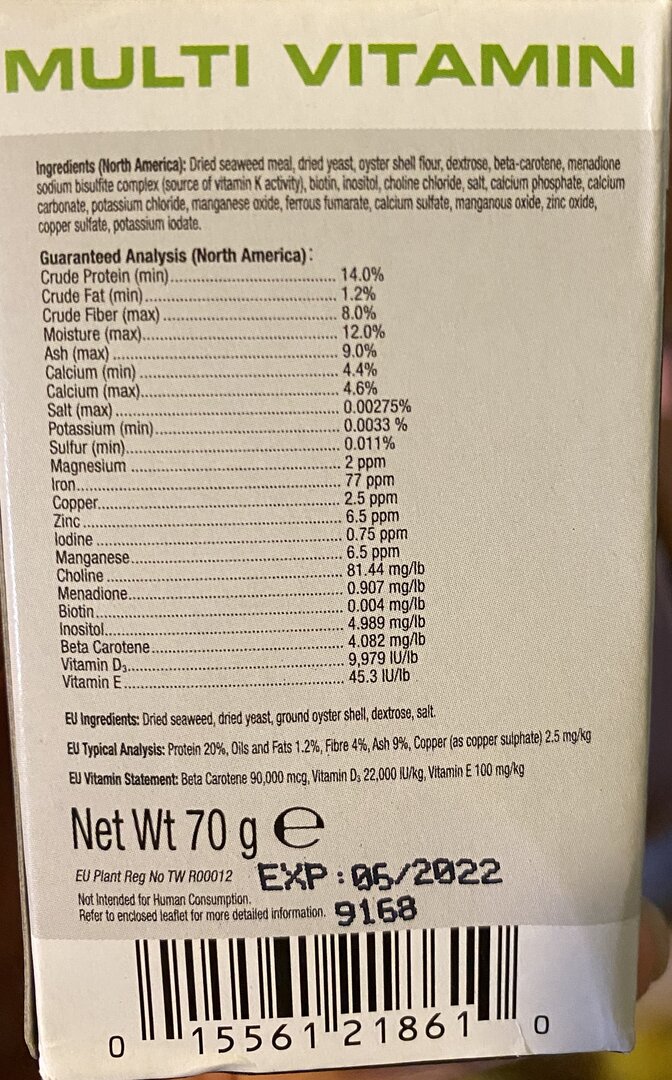 MULTI VITAMIN
Ingredients (North America): Dried seaweed meal, dried yeast, oyster shell flour, dextrose, beta-carotene, menadione
sodium bisulfite complex (source of vitamin K activity), biotin, inositol, choline chloride, salt, calcium phosphate, calcium
carbonate, potassium chloride, manganese oxide, ferrous fumarate, calcium sulfate, manganous oxide, zinc oxide,
copper sulfate, potassium iodate.
Guaranteed Analysis (North America):
Crude Protein (min) 14.0%
Crude Fat (min) 1.2%
Crude Fiber (max) 8.0%
Moisture (max) 12.0%
Ash (max) 9.0%
Calcium (min) 4.4%
Calcium (max) 4.6%
Salt (max) 0.00275%
Potassium (min) 0.0033 %
Sulfur (min) 0.011%
Magnesium 2 ppm
Iron 77 ppm
Copper 2.5 ppm
Zinc 6.5 ppm
Iodine 0.75 ppm
Manganese 6.5 ppm
Choline 81.44 mg/lb
Menadione 0.907 mg/lb
Biotin 0.004 mg/lb
Inositol 4.989 mg/lb
Beta Carotene 4.082 mg/lb
Vitamin D₃ 9,979 IU/lb
Vitamin E 45.3 IU/lb
EU Ingredients: Dried seaweed, dried yeast, ground oyster shell, dextrose, salt.
EU Typical Analysis: Protein 20%, Oils and Fats 1.2%, Fibre 4%, Ash 9%, Copper (as copper sulphate) 2.5 mg/kg
EU Vitamin Statement: Beta Carotene 90,000 mcg, Vitamin D₃ 22,000 IU/kg, Vitamin E 100 mg/kg
Net Wt 70 g ℮
EU Plant Reg No TW R00012 EXP:06/2022
Not Intended for Human Consumption.
Refer to enclosed leaflet for more detailed information. 9168
0 15561 21861 0